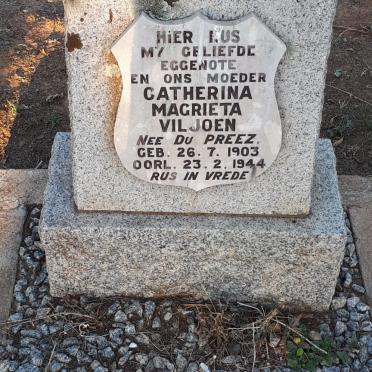 HIER RUS
MY GELIEFDE
EGGENOTE
EN ONS MOEDER
CATHERINA
MAGRIETA
VILJOEN
NEE DU PREEZ.
GEB. 26. 7. 1903
OORL. 23. 2. 1944
RUS IN VREDE